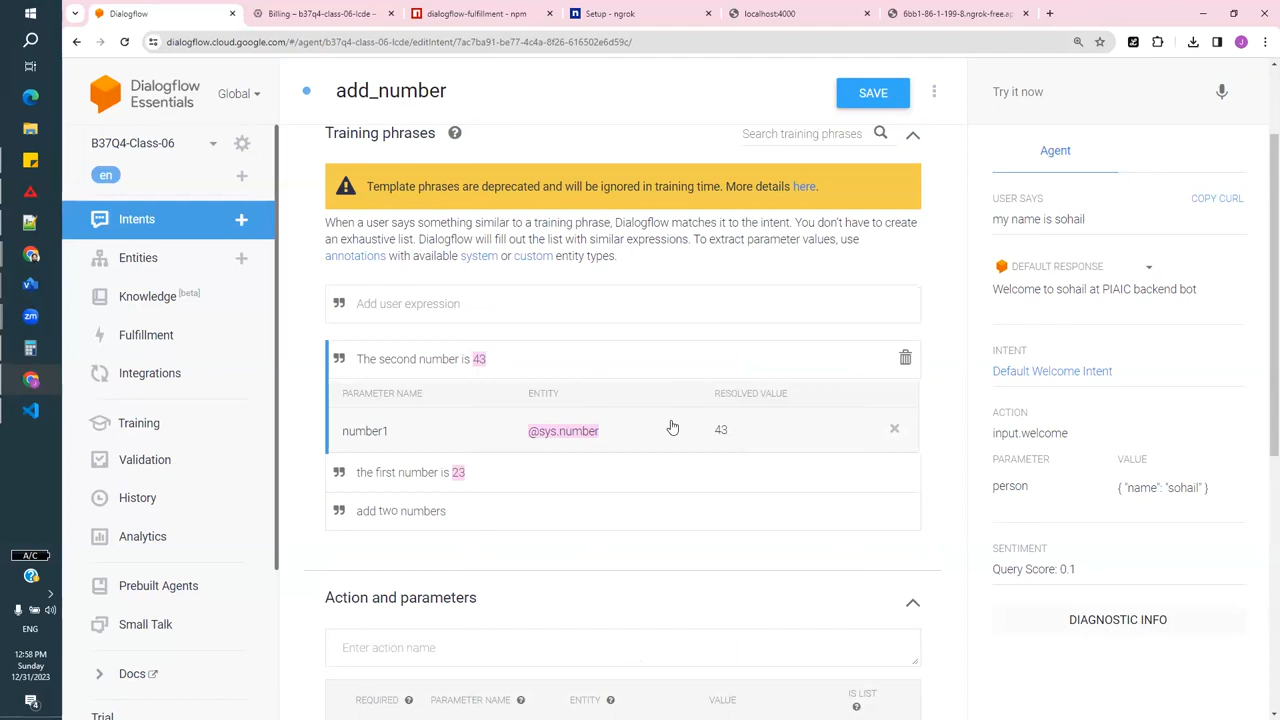 Dialogflow
Billing – b37q4-class-06-lcde –
dialogflow-fulfillment - npm
Setup - ngrok
localhost:4000
6bb1-86-1-199-8.ngrok-free.ap
dialogflow.cloud.google.com/#/agent/b37q4-class-06-lcde/editIntent/7ac7ba91-be77-4c4a-8f26-616502e6d59c/
Dialogflow
Essentials
Global
add_number
SAVE
Try it now
B37Q4-Class-06
en
Intents
Entities
Knowledge [beta]
Fulfillment
Integrations
Training
Validation
History
Analytics
Prebuilt Agents
Small Talk
Docs
Trial
Training phrases
Search training phrases
Template phrases are deprecated and will be ignored in training time. More details here.
When a user says something similar to a training phrase, Dialogflow matches it to the intent. You don't have to create
an exhaustive list. Dialogflow will fill out the list with similar expressions. To extract parameter values, use
annotations with available system or custom entity types.
Add user expression
The second number is 43
PARAMETER NAME ENTITY RESOLVED VALUE
number1 @sys.number 43
the first number is 23
add two numbers
Action and parameters
Enter action name
REQUIRED PARAMETER NAME ENTITY VALUE IS LIST
Agent
USER SAYS COPY CURL
my name is sohail
DEFAULT RESPONSE
Welcome to sohail at PIAIC backend bot
INTENT
Default Welcome Intent
ACTION
input.welcome
PARAMETER VALUE
person { "name": "sohail" }
SENTIMENT
Query Score: 0.1
DIAGNOSTIC INFO
A/C
ENG
12:58 PM
Sunday
12/31/2023
4